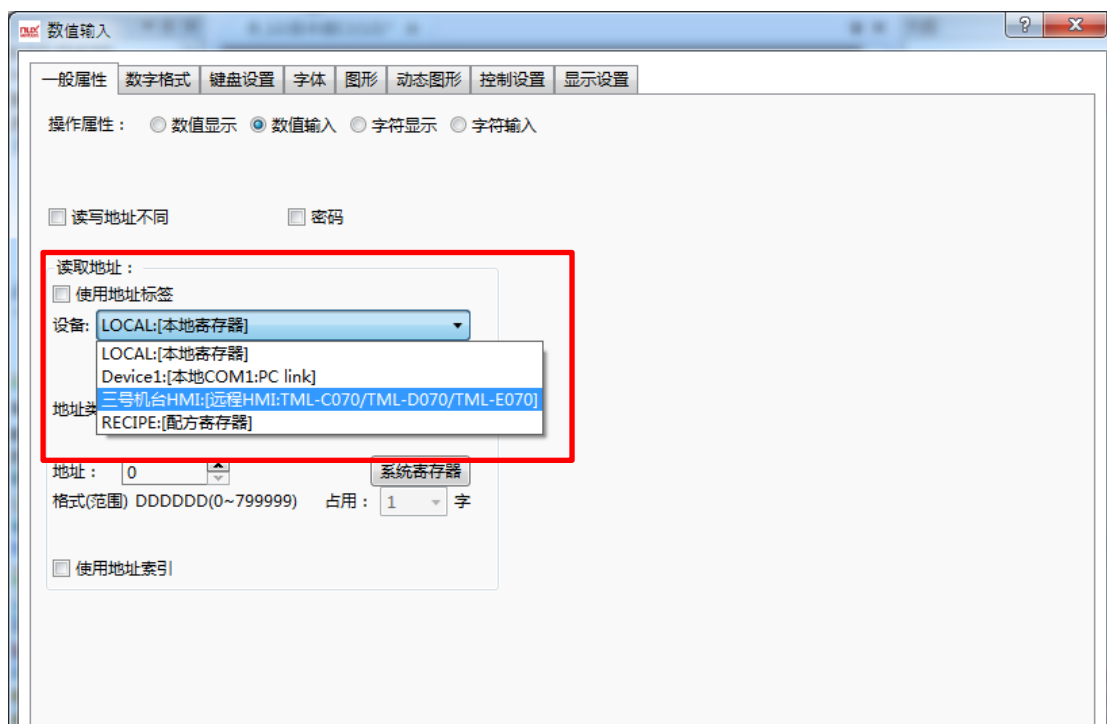 数值输入
一般属性 数字格式 键盘设置 字体 图形 动态图形 控制设置 显示设置
操作属性： 数值显示 数值输入 字符显示 字符输入
读写地址不同 密码
读取地址：
使用地址标签
设备: LOCAL:[本地寄存器]
LOCAL:[本地寄存器]
Device1:[本地COM1:PC link]
三号机台HMI:[远程HMI:TML-C070/TML-D070/TML-E070]
地址类
RECIPE:[配方寄存器]
地址： 0 系统寄存器
格式(范围) DDDDDD(0~799999) 占用： 1 字
使用地址索引